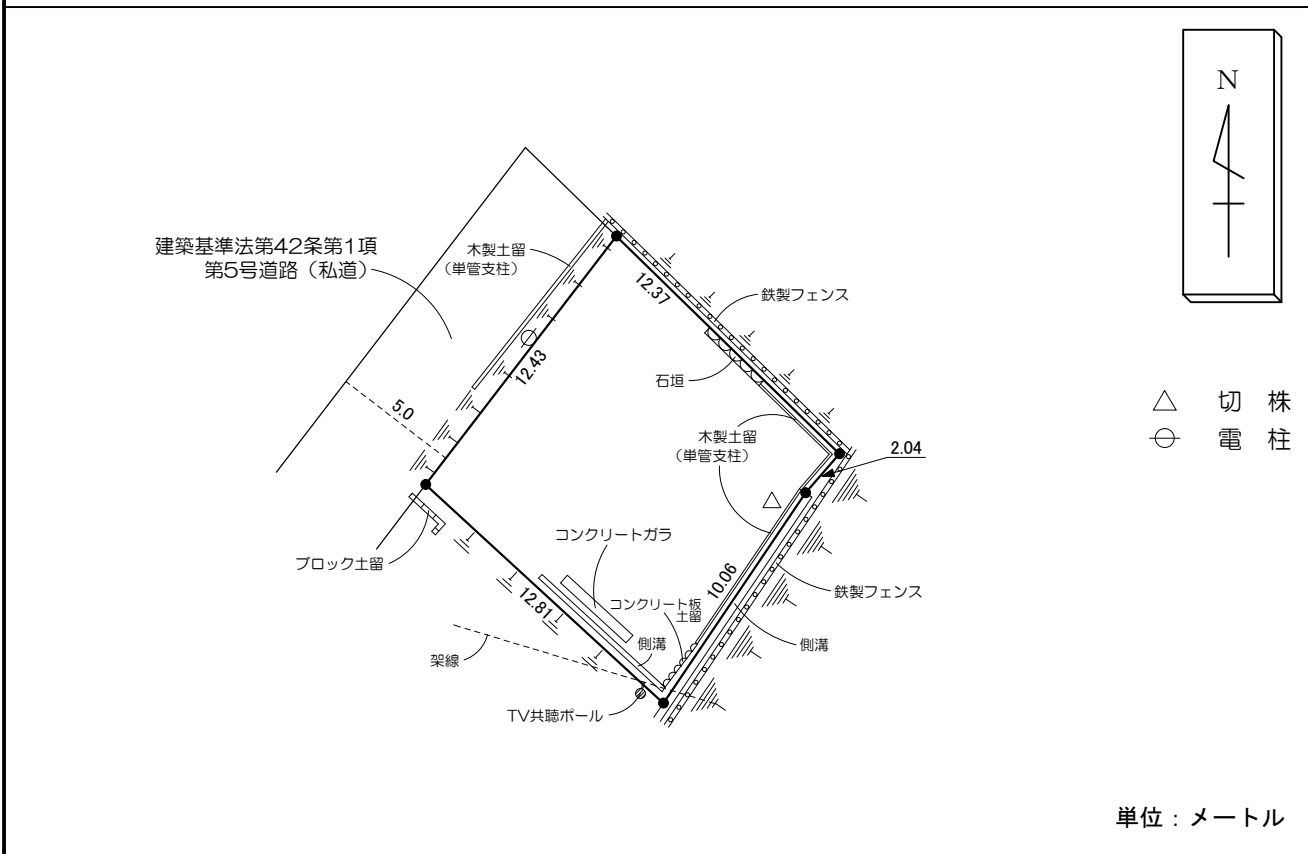 N
建築基準法第42条第1項
第5号道路（私道）
木製土留
（単管支柱）
12.37
鉄製フェンス
12.43
石垣
5.0
△ 切株
電柱
木製土留
（単管支柱）
2.04
コンクリートガラ
ブロック土留
10.06
鉄製フェンス
12.81
コンクリート板
土留
側溝
側溝
架線
TV共聴ポール
単位：メートル